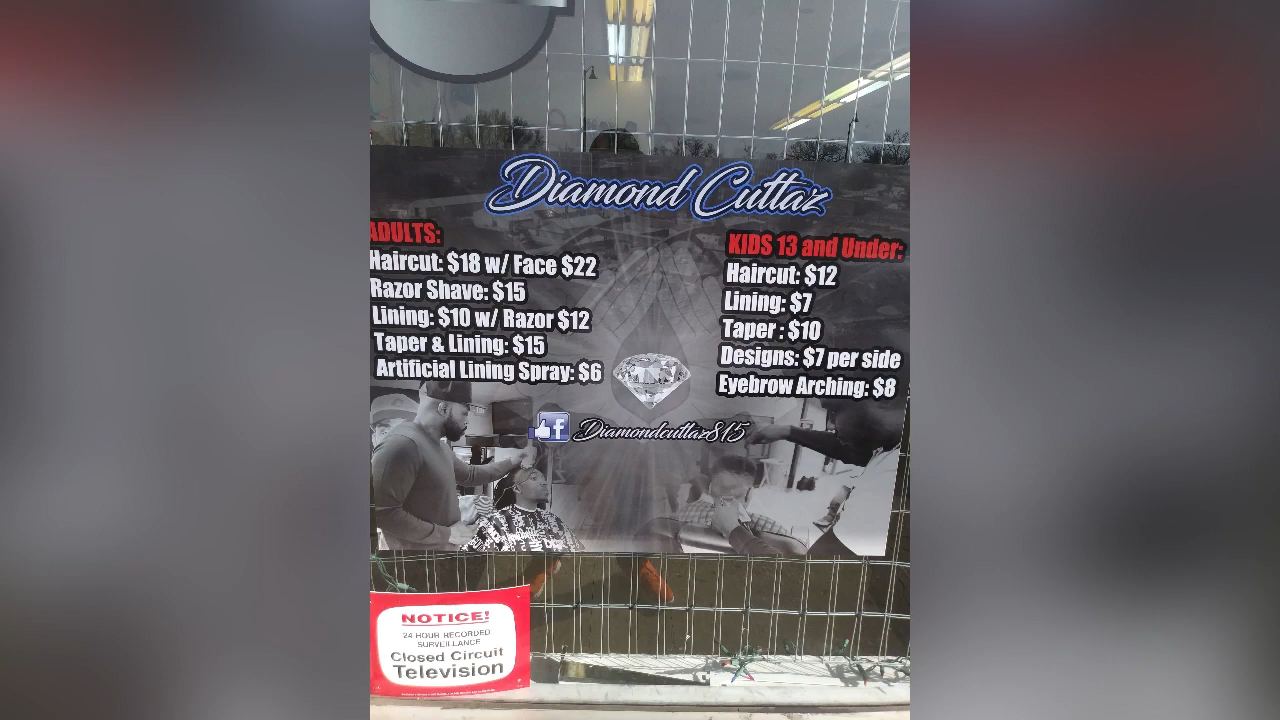 Diamond Cuttaz
ADULTS:
Haircut: $18 w/ Face $22
Razor Shave: $15
Lining: $10 w/ Razor $12
Taper & Lining: $15
Artificial Lining Spray: $6
KIDS 13 and Under:
Haircut: $12
Lining: $7
Taper : $10
Designs: $7 per side
Eyebrow Arching: $8
f Diamondcuttaz815
NOTICE!
24 HOUR RECORDED
SURVEILLANCE
Closed Circuit
Television